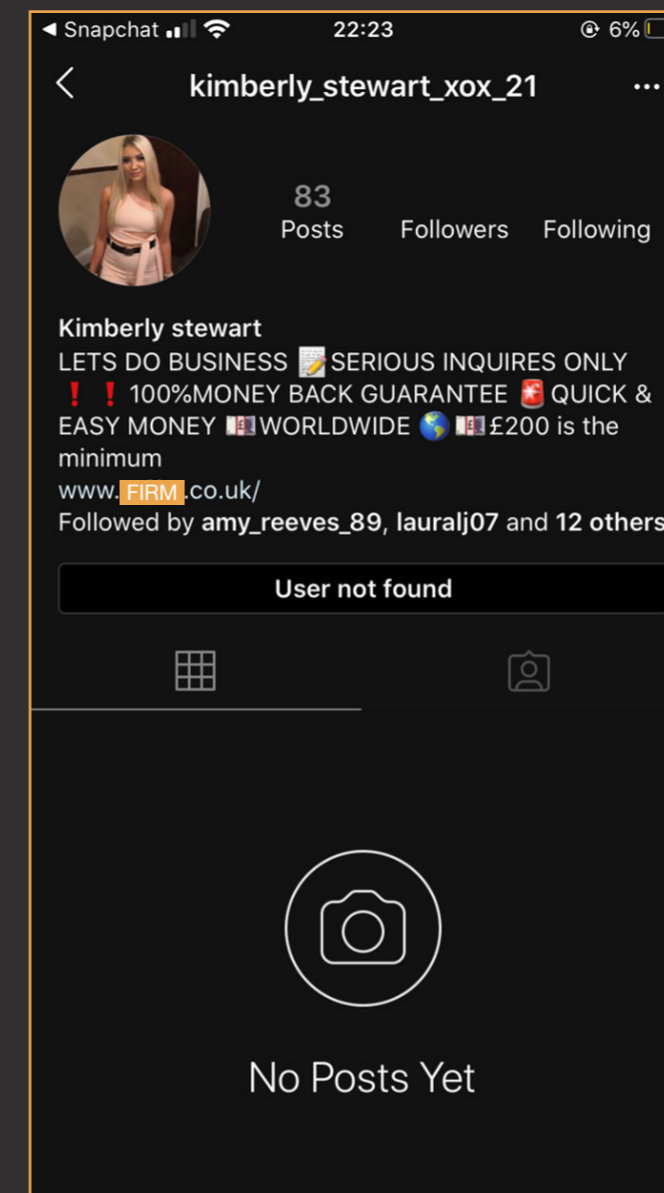 ◀ Snapchat 22:23 6%
kimberly_stewart_xox_21 ...
83
Posts Followers Following
Kimberly stewart
LETS DO BUSINESS 📝 SERIOUS INQUIRES ONLY
❗❗ 100%MONEY BACK GUARANTEE 🚨 QUICK &
EASY MONEY 💷 WORLDWIDE 🌎 💷 £200 is the
minimum
www. FIRM .co.uk/
Followed by amy_reeves_89, lauralj07 and 12 others
User not found
No Posts Yet